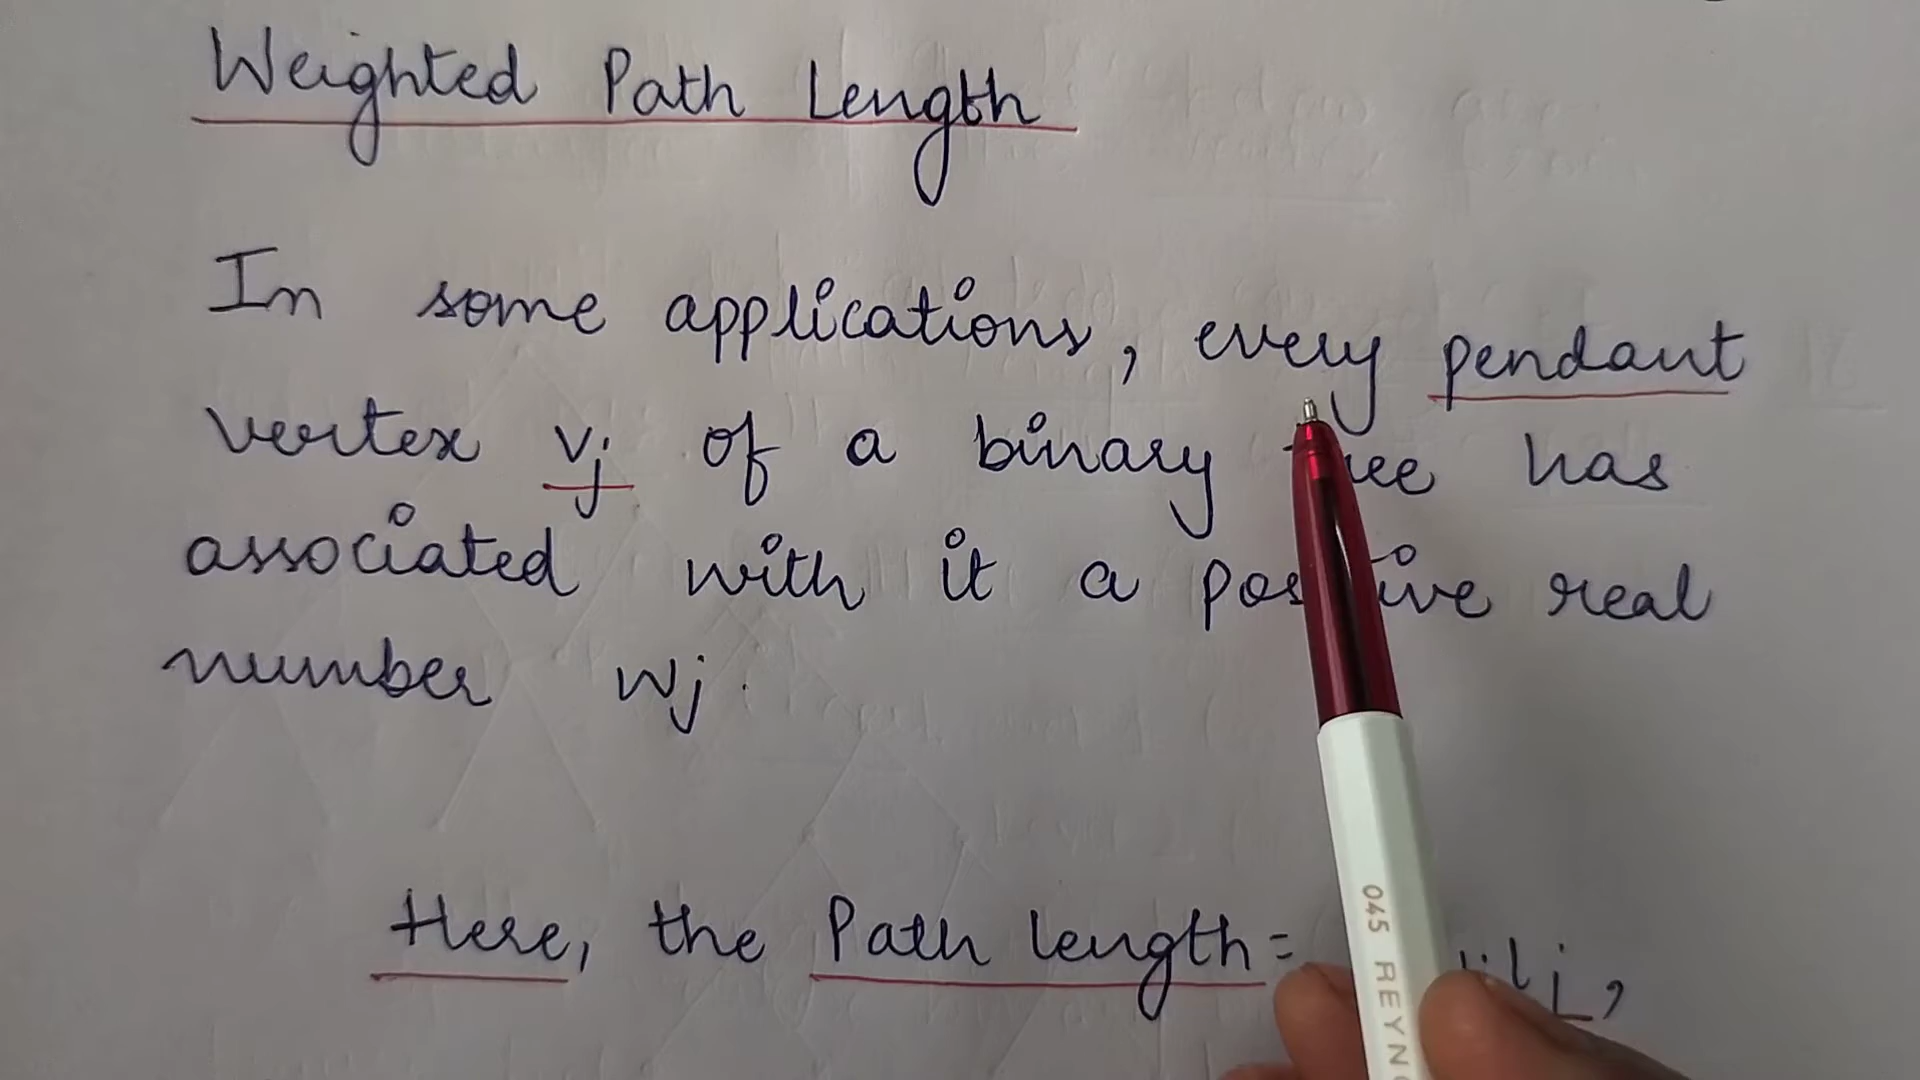 Weighted Path Length
In some applications, every pendant
vertex vj of a binary has
associated with it a real
number wj.
Here, the Path length =
045 REYN